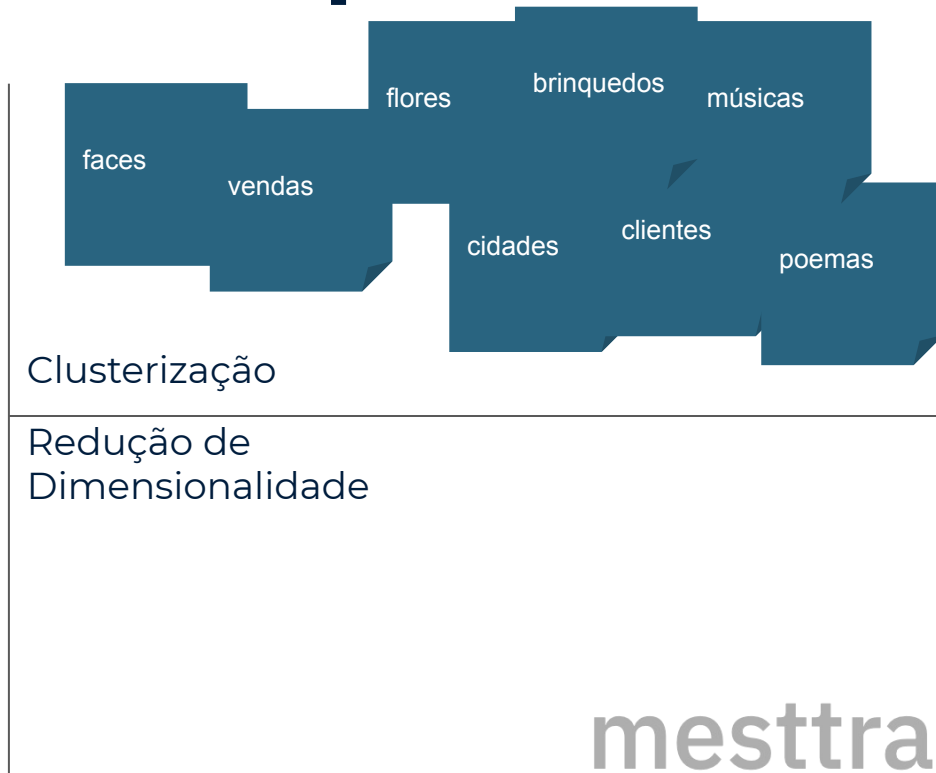 brinquedos
flores
músicas
faces
vendas
clientes
cidades
poemas
Clusterização
Redução de
Dimensionalidade
mesttra